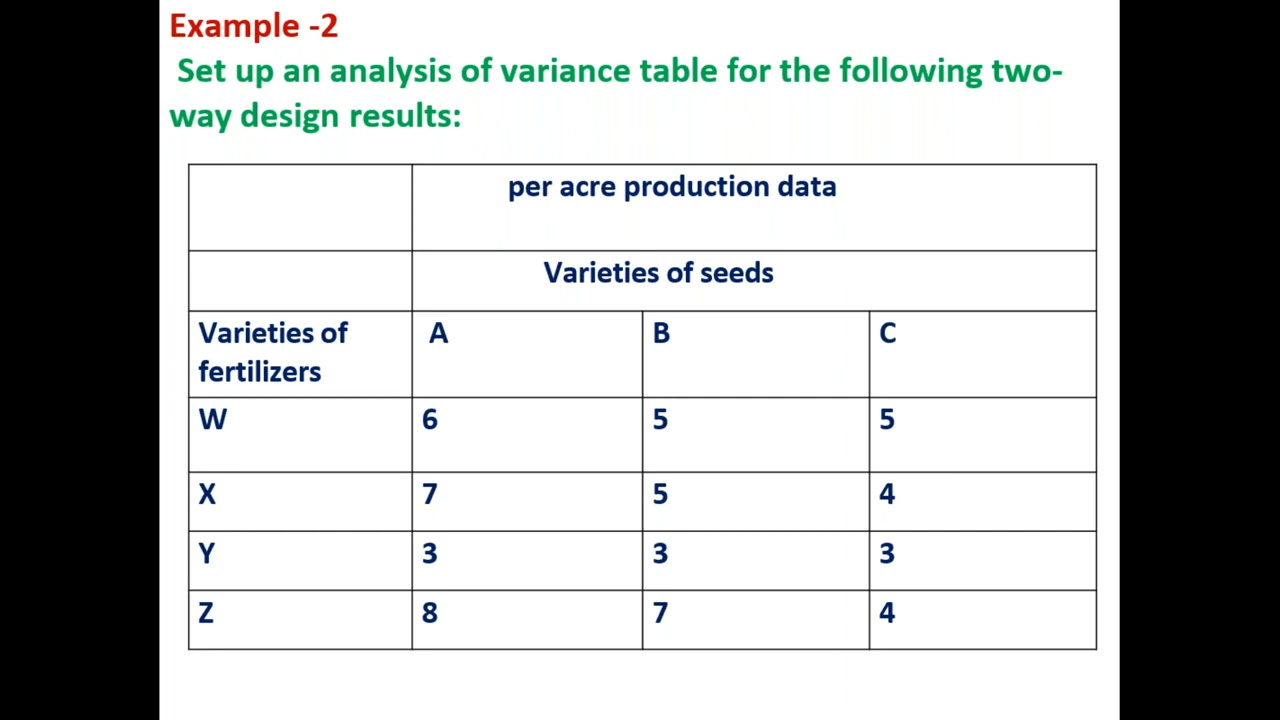 Example -2
Set up an analysis of variance table for the following two-
way design results:
per acre production data
Varieties of seeds
Varieties of
fertilizers
A B C
W 6 5 5
X 7 5 4
Y 3 3 3
Z 8 7 4